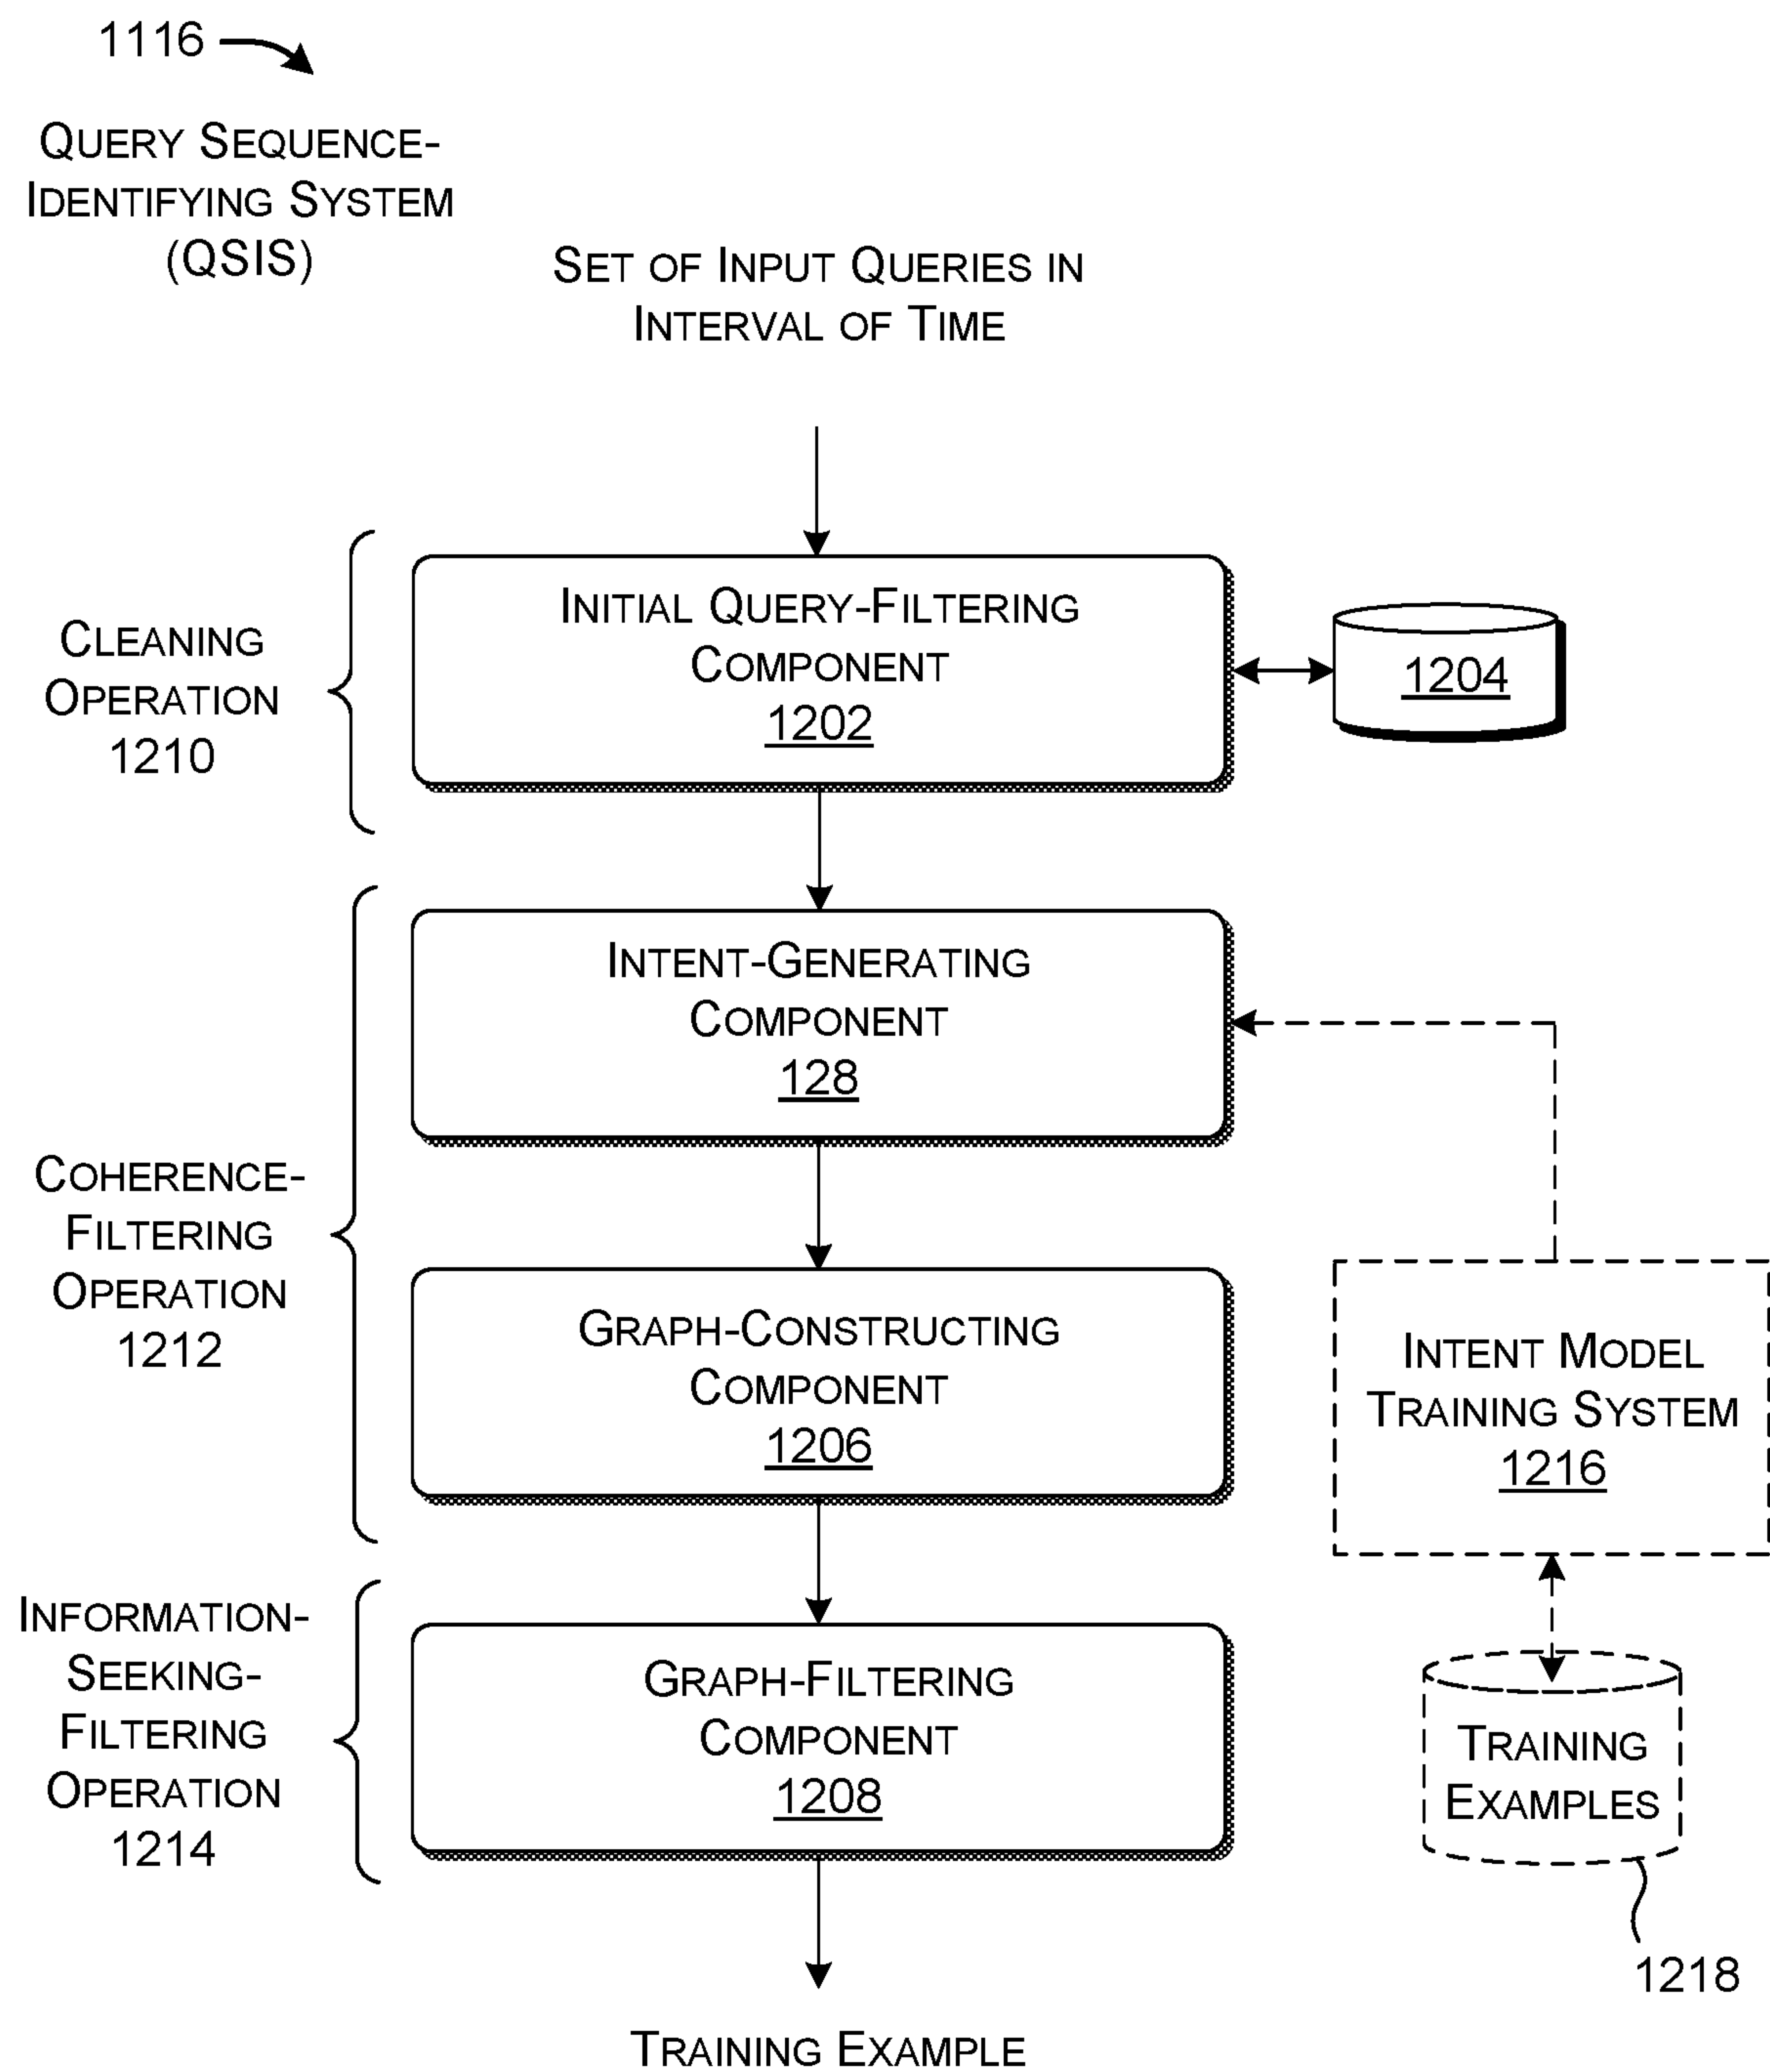 1116
QUERY SEQUENCE-
IDENTIFYING SYSTEM
(QSIS)
SET OF INPUT QUERIES IN
INTERVAL OF TIME
CLEANING
OPERATION
1210
INITIAL QUERY-FILTERING
COMPONENT
1202
1204
COHERENCE-
FILTERING
OPERATION
1212
INTENT-GENERATING
COMPONENT
128
GRAPH-CONSTRUCTING
COMPONENT
1206
INTENT MODEL
TRAINING SYSTEM
1216
INFORMATION-
SEEKING-
FILTERING
OPERATION
1214
GRAPH-FILTERING
COMPONENT
1208
TRAINING
EXAMPLES
1218
TRAINING EXAMPLE